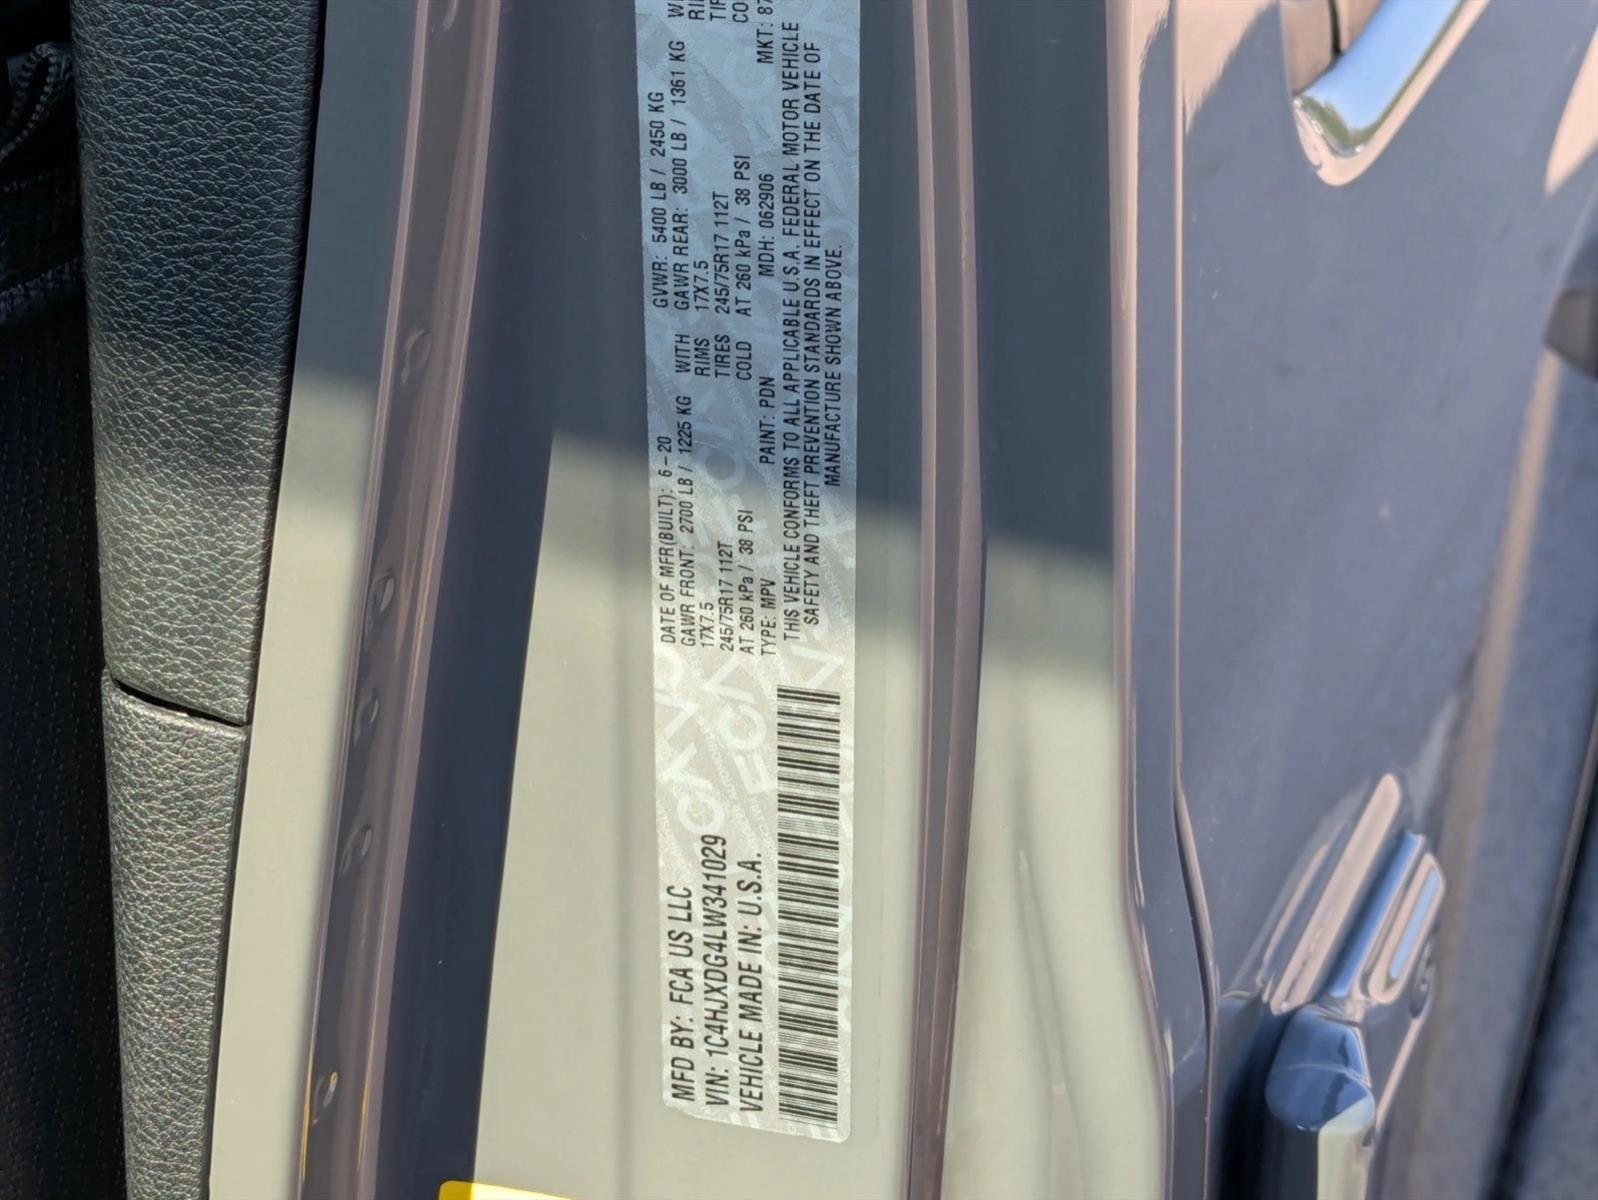 MFD BY: FCA US LLC
VIN: 1C4HJXDG4LW341029
VEHICLE MADE IN: U.S.A.
DATE OF MFR(BUILT): 6-20
GVWR: 5400 LB / 2450 KG
GAWR FRONT: 2700 LB / 1225 KG WITH GAWR REAR: 3000 LB / 1361 KG
17X7.5 RIMS 17X7.5
245/75R17 112T TIRES 245/75R17 112T
AT 260 kPa / 38 PSI COLD AT 260 kPa / 38 PSI
TYPE: MPV PAINT: PDN MDH: 062906 MKT: 87
THIS VEHICLE CONFORMS TO ALL APPLICABLE U.S.A. FEDERAL MOTOR VEHICLE
SAFETY AND THEFT PREVENTION STANDARDS IN EFFECT ON THE DATE OF
MANUFACTURE SHOWN ABOVE.